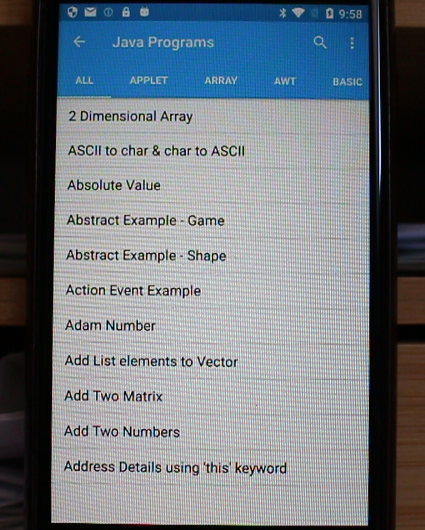 9:58
Java Programs
ALL APPLET ARRAY AWT BASIC
2 Dimensional Array
ASCII to char & char to ASCII
Absolute Value
Abstract Example - Game
Abstract Example - Shape
Action Event Example
Adam Number
Add List elements to Vector
Add Two Matrix
Add Two Numbers
Address Details using 'this' keyword